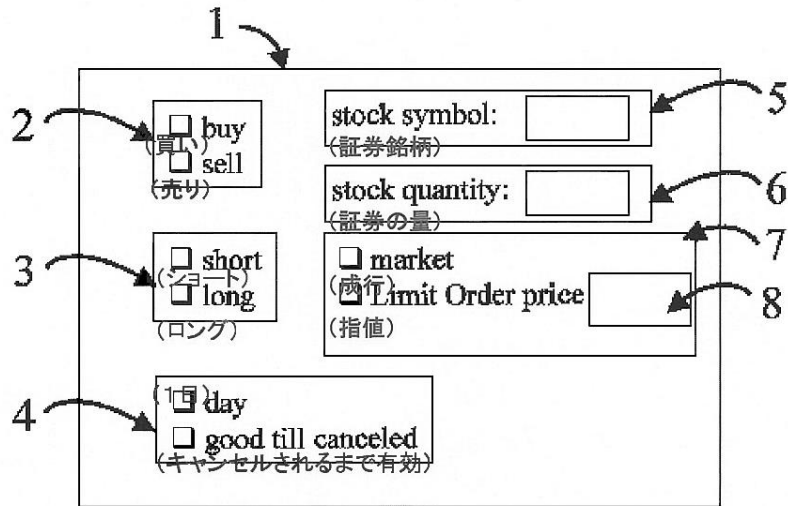 1
2
buy
(買い)
sell
(売り)
stock symbol:
(証券銘柄)
5
stock quantity:
(証券の量)
6
3
short
(ショート)
long
(ロング)
7
market
(成行)
Limit Order price
(指値)
8
4
(1日)
day
good till canceled
(キャンセルされるまで有効)